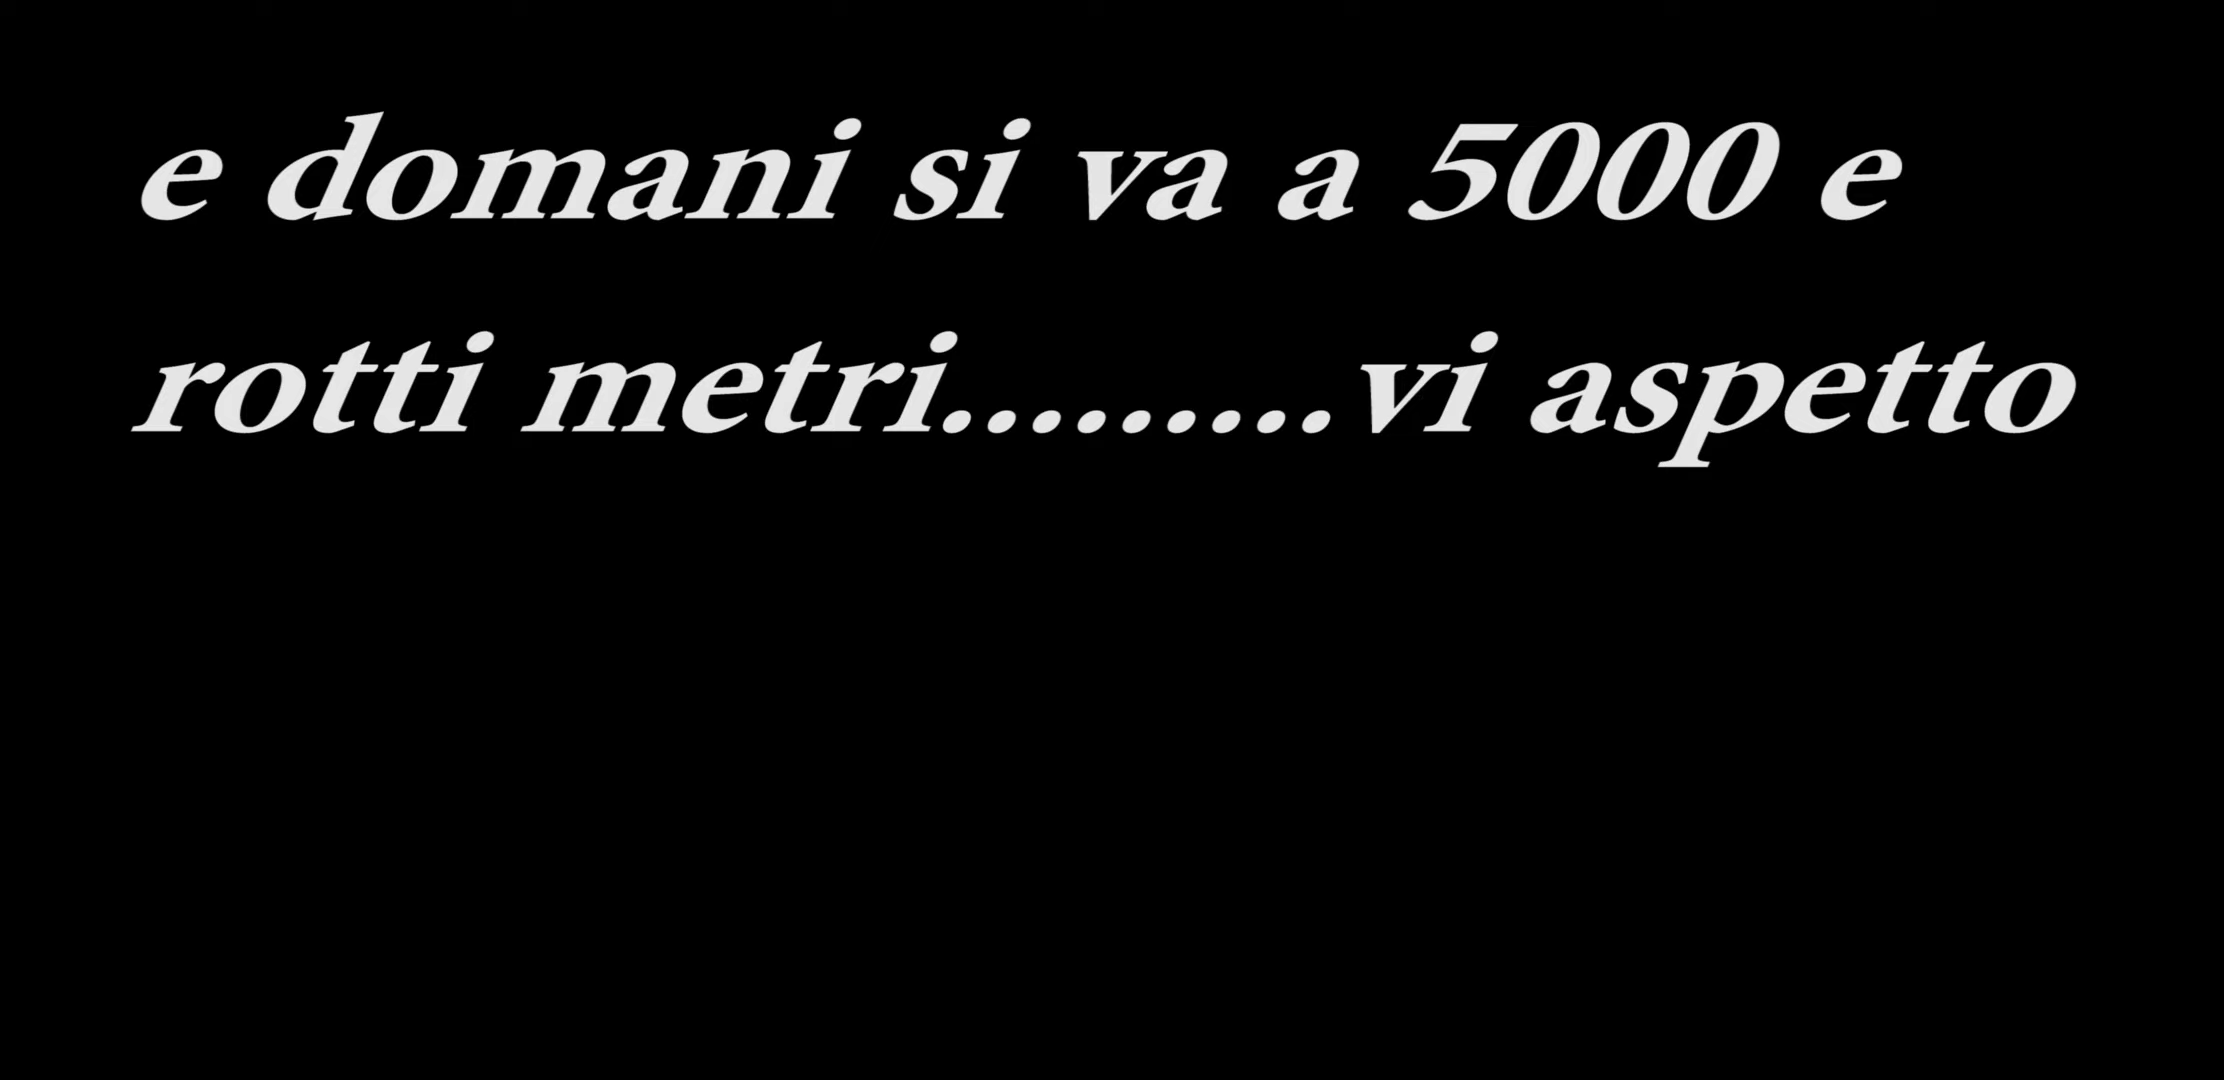 e domani si va a 5000 e
rotti metri.........vi aspetto